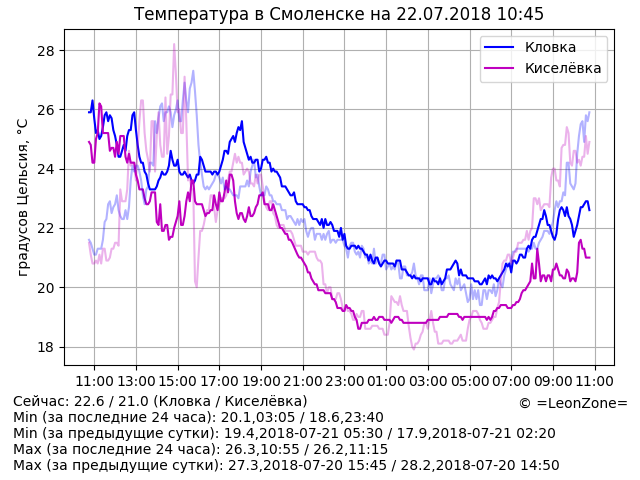 Температура в Смоленске на 22.07.2018 10:45
Кловка
Киселёвка
градусов Цельсия, °C
28
26
24
22
20
18
11:00 13:00 15:00 17:00 19:00 21:00 23:00 01:00 03:00 05:00 07:00 09:00 11:00
Сейчас: 22.6 / 21.0 (Кловка / Киселёвка)
© =LeonZone=
Min (за последние 24 часа): 20.1,03:05 / 18.6,23:40
Min (за предыдущие сутки): 19.4,2018-07-21 05:30 / 17.9,2018-07-21 02:20
Max (за последние 24 часа): 26.3,10:55 / 26.2,11:15
Max (за предыдущие сутки): 27.3,2018-07-20 15:45 / 28.2,2018-07-20 14:50